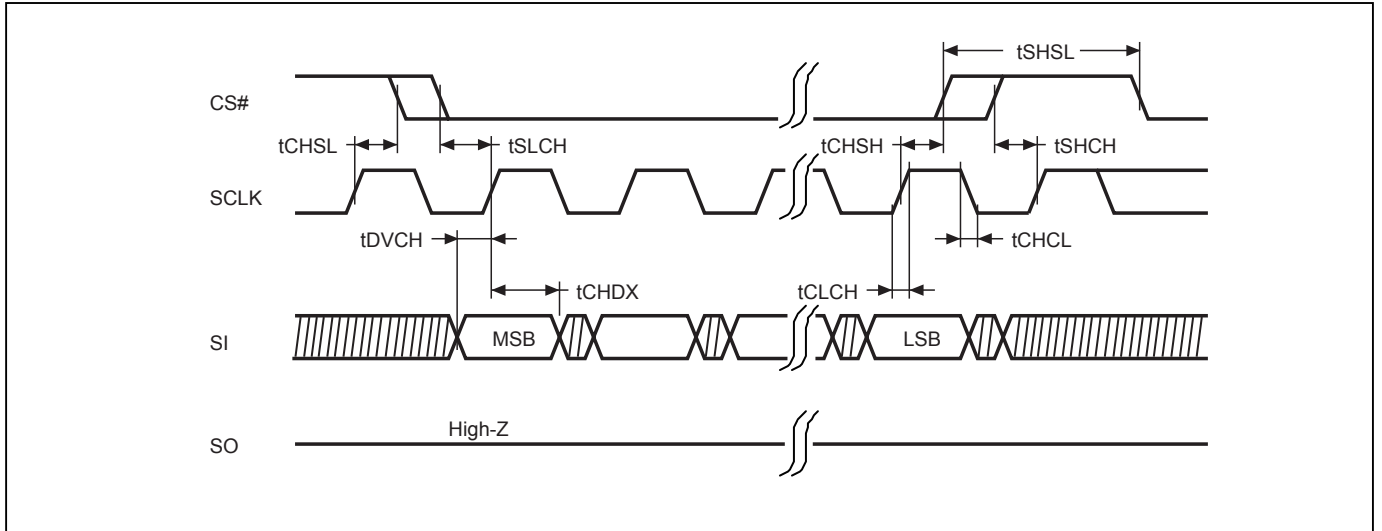 tSHSL
CS#
tCHSL
tSLCH
tCHSH
tSHCH
SCLK
tDVCH
tCHCL
tCHDX
tCLCH
SI
MSB
LSB
High-Z
SO